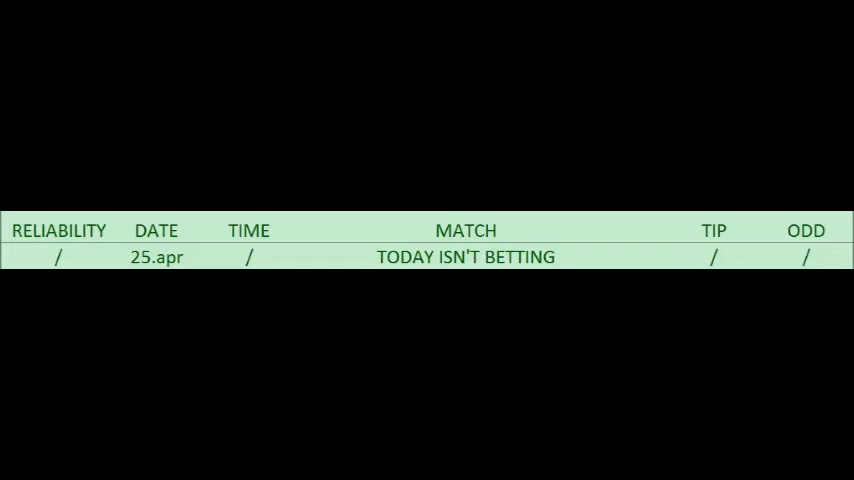 RELIABILITY DATE TIME MATCH TIP ODD
/ 25.apr / TODAY ISN'T BETTING / /